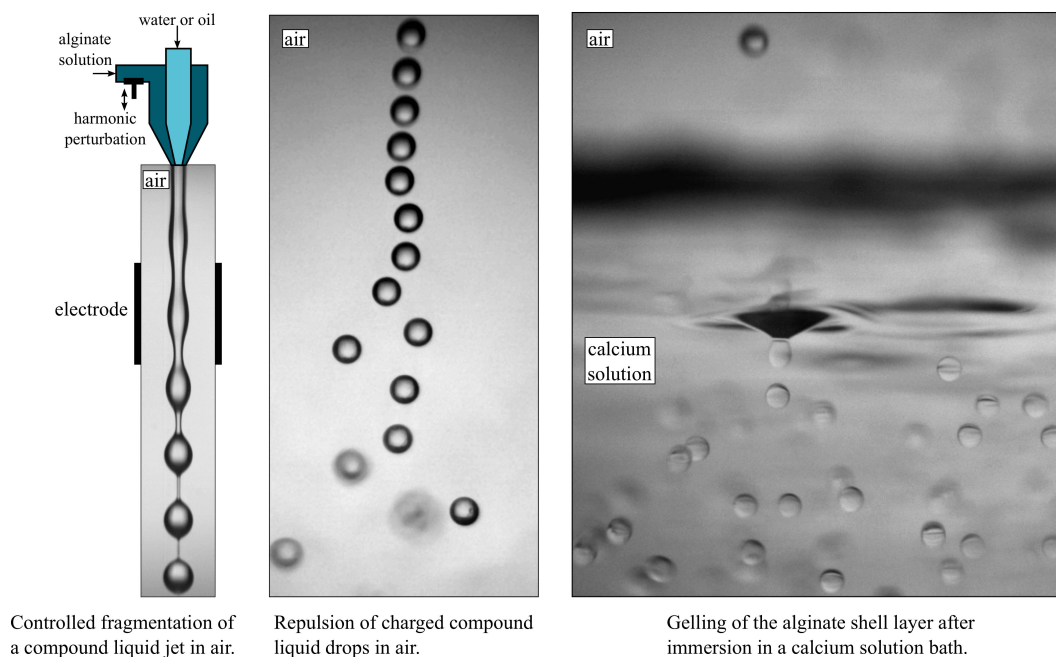 water or oil
alginate
solution
harmonic
perturbation
air
electrode
Controlled fragmentation of
a compound liquid jet in air.
air
Repulsion of charged compound
liquid drops in air.
air
calcium
solution
Gelling of the alginate shell layer after
immersion in a calcium solution bath.